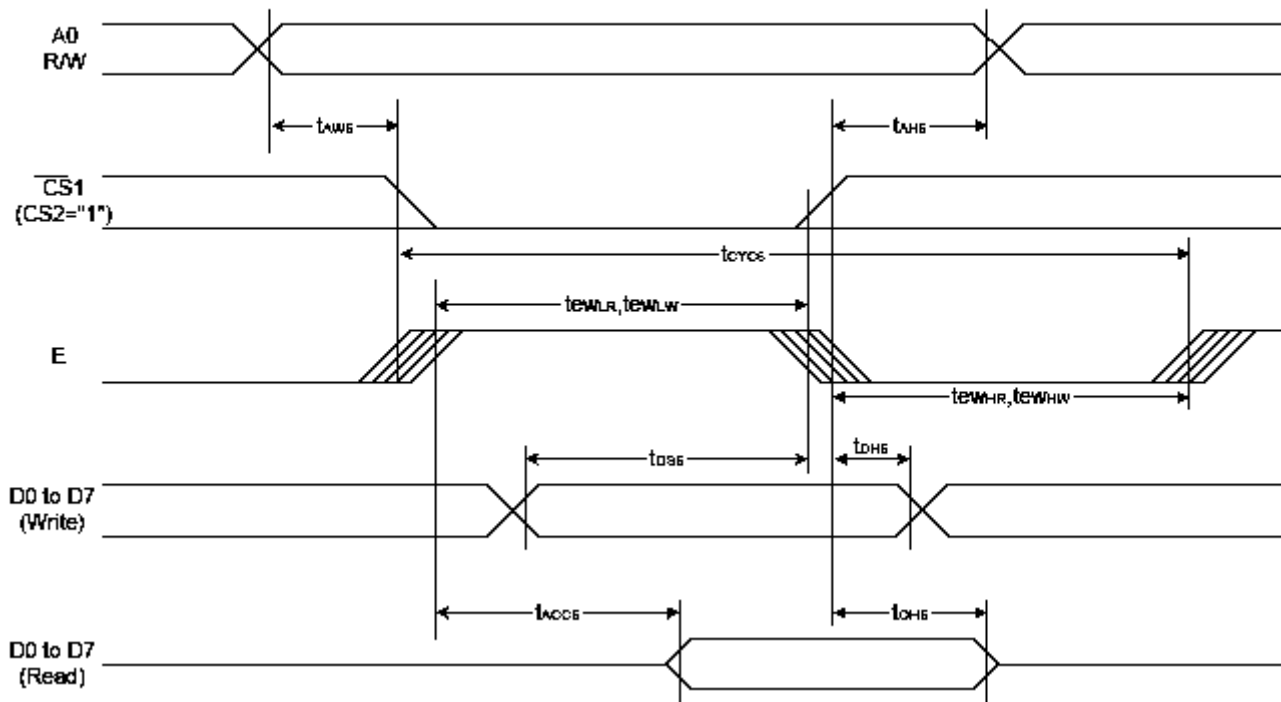 A0
R/W
tAW6
tAH6
CS1
(CS2="1")
tCYC6
tEWLR,tEWLW
E
tEWHR,tEWHW
tDS6
tDH6
D0 to D7
(Write)
tACC6
tOH6
D0 to D7
(Read)